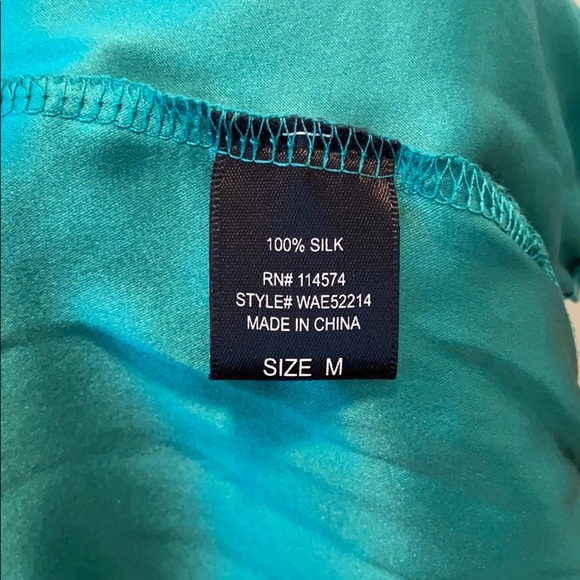 100% SILK
RN# 114574
STYLE# WAE52214
MADE IN CHINA
SIZE M